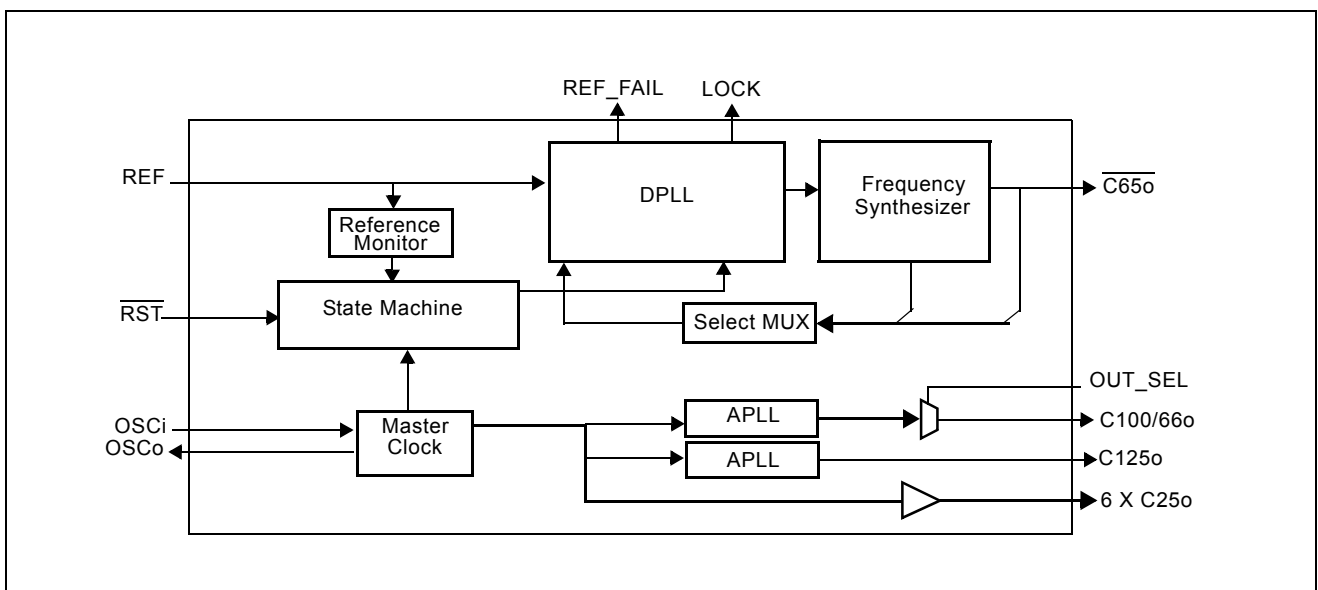 REF_FAIL
LOCK
REF
DPLL
Frequency
Synthesizer
C65o
Reference
Monitor
RST
State Machine
Select MUX
OUT_SEL
OSCi
OSCo
Master
Clock
APLL
C100/66o
APLL
C125o
6 X C25o